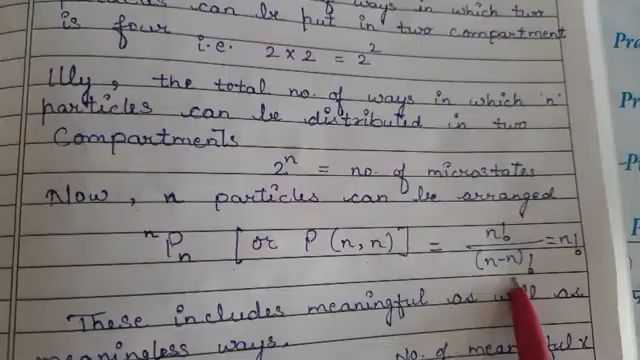 can be put in two compartment
is four i.e. 2 × 2 = 2²
Illy, the total no. of ways in which 'n'
particles can be distributed in two
Compartments
2ⁿ = no. of microstates
Now, n particles can be arranged
ⁿPₙ [or P(n, n)] = n! / (n-n)! = n!
These includes meaningful as well as
meaningless ways.
No. of meaningful x